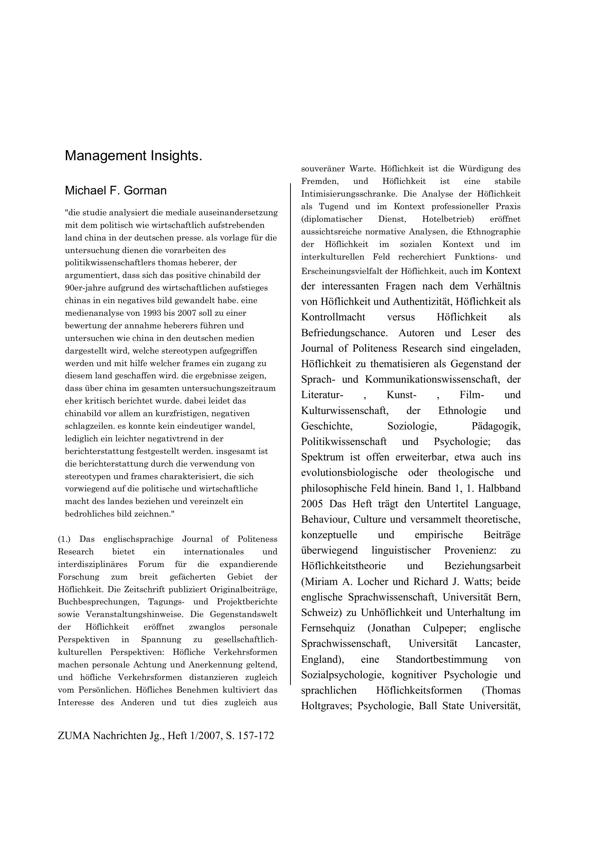 Management Insights.
Michael F. Gorman
"die studie analysiert die mediale auseinandersetzung
mit dem politisch wie wirtschaftlich aufstrebenden
land china in der deutschen presse. als vorlage für die
untersuchung dienen die vorarbeiten des
politikwissenschaftlers thomas heberer, der
argumentiert, dass sich das positive chinabild der
90er-jahre aufgrund des wirtschaftlichen aufstieges
chinas in ein negatives bild gewandelt habe. eine
medienanalyse von 1993 bis 2007 soll zu einer
bewertung der annahme heberers führen und
untersuchen wie china in den deutschen medien
dargestellt wird, welche stereotypen aufgegriffen
werden und mit hilfe welcher frames ein zugang zu
diesem land geschaffen wird. die ergebnisse zeigen,
dass über china im gesamten untersuchungszeitraum
eher kritisch berichtet wurde. dabei leidet das
chinabild vor allem an kurzfristigen, negativen
schlagzeilen. es konnte kein eindeutiger wandel,
lediglich ein leichter negativtrend in der
berichterstattung festgestellt werden. insgesamt ist
die berichterstattung durch die verwendung von
stereotypen und frames charakterisiert, die sich
vorwiegend auf die politische und wirtschaftliche
macht des landes beziehen und vereinzelt ein
bedrohliches bild zeichnen."
(1.) Das englischsprachige Journal of Politeness
Research bietet ein internationales und
interdisziplinäres Forum für die expandierende
Forschung zum breit gefächerten Gebiet der
Höflichkeit. Die Zeitschrift publiziert Originalbeiträge,
Buchbesprechungen, Tagungs- und Projektberichte
sowie Veranstaltungshinweise. Die Gegenstandswelt
der Höflichkeit eröffnet zwanglos personale
Perspektiven in Spannung zu gesellschaftlich-
kulturellen Perspektiven: Höfliche Verkehrsformen
machen personale Achtung und Anerkennung geltend,
und höfliche Verkehrsformen distanzieren zugleich
vom Persönlichen. Höfliches Benehmen kultiviert das
Interesse des Anderen und tut dies zugleich aus
souveräner Warte. Höflichkeit ist die Würdigung des
Fremden, und Höflichkeit ist eine stabile
Intimisierungsschranke. Die Analyse der Höflichkeit
als Tugend und im Kontext professioneller Praxis
(diplomatischer Dienst, Hotelbetrieb) eröffnet
aussichtsreiche normative Analysen, die Ethnographie
der Höflichkeit im sozialen Kontext und im
interkulturellen Feld recherchiert Funktions- und
Erscheinungsvielfalt der Höflichkeit, auch im Kontext
der interessanten Fragen nach dem Verhältnis
von Höflichkeit und Authentizität, Höflichkeit als
Kontrollmacht versus Höflichkeit als
Befriedungschance. Autoren und Leser des
Journal of Politeness Research sind eingeladen,
Höflichkeit zu thematisieren als Gegenstand der
Sprach- und Kommunikationswissenschaft, der
Literatur- , Kunst- , Film- und
Kulturwissenschaft, der Ethnologie und
Geschichte, Soziologie, Pädagogik,
Politikwissenschaft und Psychologie; das
Spektrum ist offen erweiterbar, etwa auch ins
evolutionsbiologische oder theologische und
philosophische Feld hinein. Band 1, 1. Halbband
2005 Das Heft trägt den Untertitel Language,
Behaviour, Culture und versammelt theoretische,
konzeptuelle und empirische Beiträge
überwiegend linguistischer Provenienz: zu
Höflichkeitstheorie und Beziehungsarbeit
(Miriam A. Locher und Richard J. Watts; beide
englische Sprachwissenschaft, Universität Bern,
Schweiz) zu Unhöflichkeit und Unterhaltung im
Fernsehquiz (Jonathan Culpeper; englische
Sprachwissenschaft, Universität Lancaster,
England), eine Standortbestimmung von
Sozialpsychologie, kognitiver Psychologie und
sprachlichen Höflichkeitsformen (Thomas
Holtgraves; Psychologie, Ball State Universität,
ZUMA Nachrichten Jg., Heft 1/2007, S. 157-172